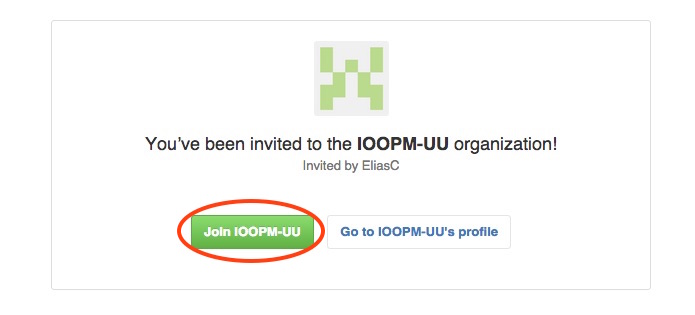 You’ve been invited to the IOOPM-UU organization!
Invited by EliasC
Join IOOPM-UU
Go to IOOPM-UU's profile